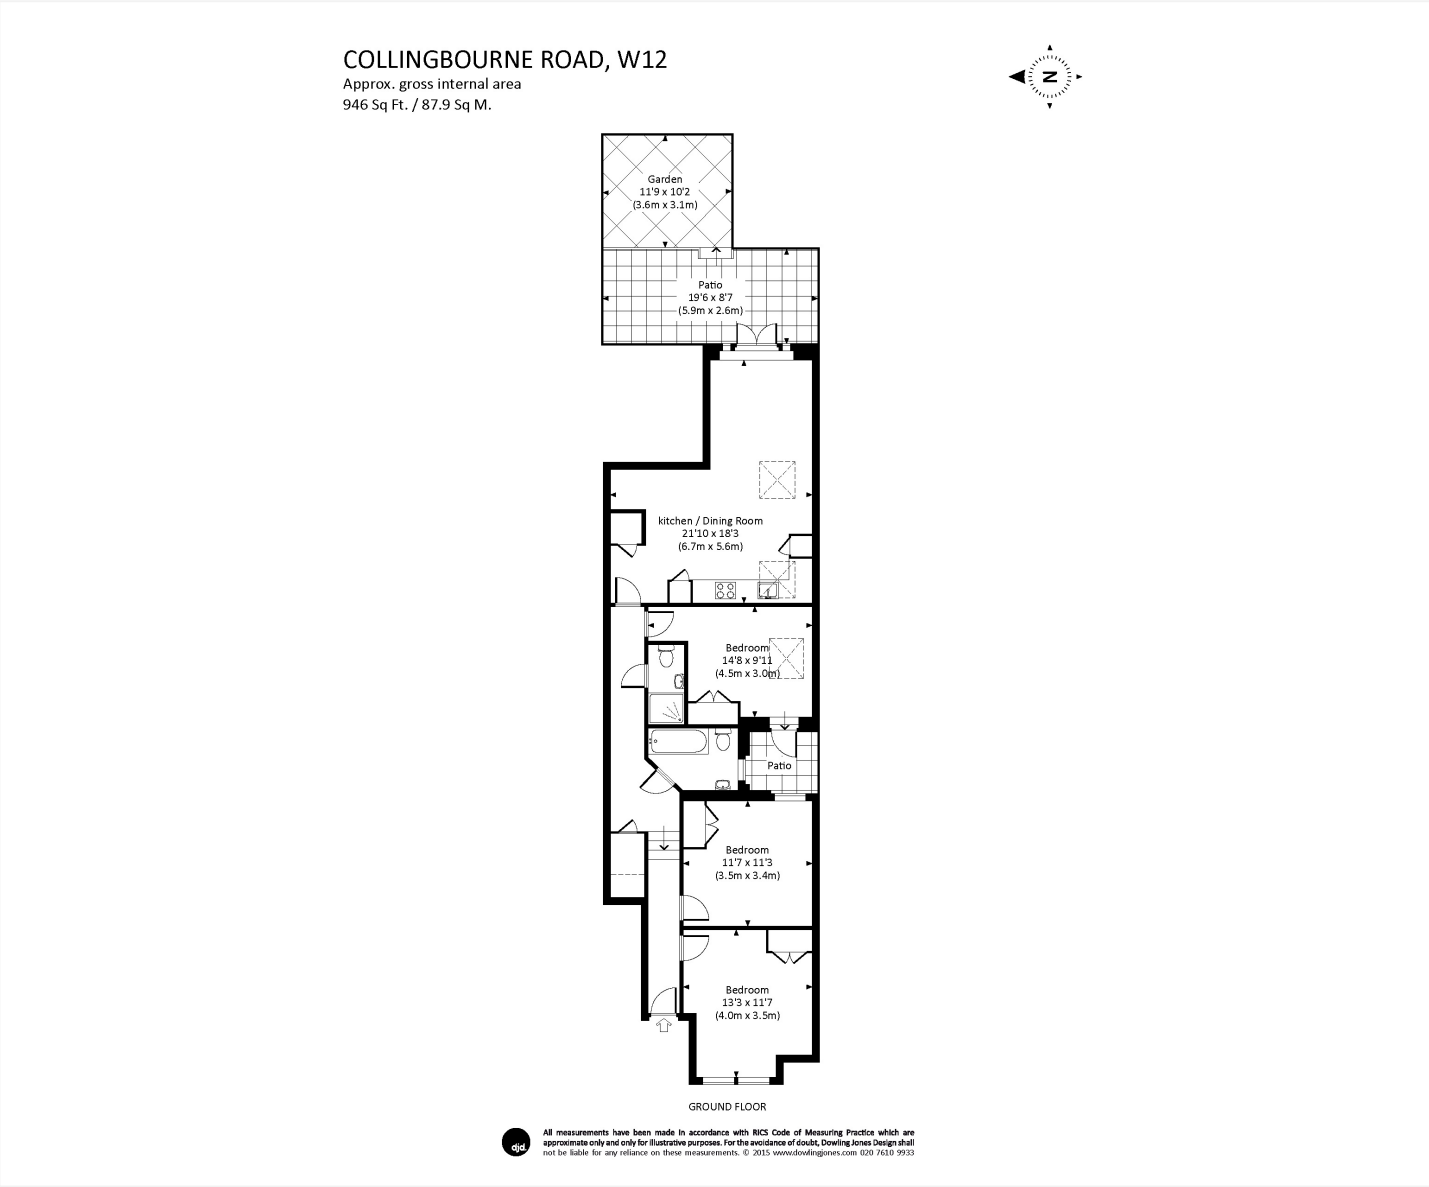 COLLINGBOURNE ROAD, W12
Approx. gross internal area
946 Sq Ft. / 87.9 Sq M.
N
Garden
11'9 x 10'2
(3.6m x 3.1m)
Patio
19'6 x 8'7
(5.9m x 2.6m)
kitchen / Dining Room
21'10 x 18'3
(6.7m x 5.6m)
Bedroom
14'8 x 9'11
(4.5m x 3.0m)
Patio
Bedroom
11'7 x 11'3
(3.5m x 3.4m)
Bedroom
13'3 x 11'7
(4.0m x 3.5m)
GROUND FLOOR
djd.
All measurements have been made in accordance with RICS Code of Measuring Practice which are
approximate only and only for illustrative purposes. For the avoidance of doubt, Dowling Jones Design shall
not be liable for any reliance on these measurements. © 2015 www.dowlingjones.com 020 7610 9933